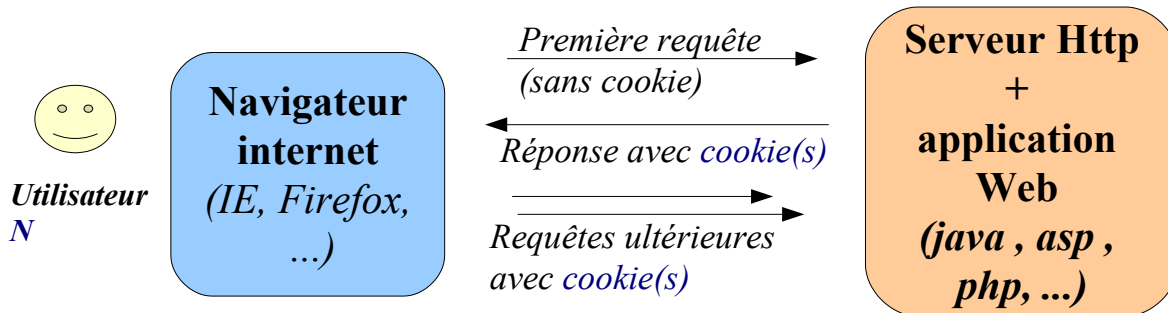 Utilisateur
N
Navigateur
internet
(IE, Firefox,
...)
Première requête
(sans cookie)
Réponse avec cookie(s)
Requêtes ultérieures
avec cookie(s)
Serveur Http
+
application
Web
(java , asp ,
php, ...)